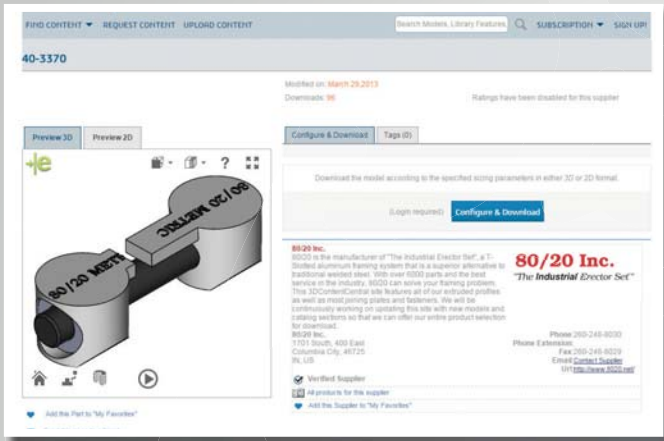 FIND CONTENT REQUEST CONTENT UPLOAD CONTENT Search Models, Library Features, SUBSCRIPTION SIGN UP!
40-3370
Modified on: March 29,2013
Downloads: 96 Ratings have been disabled for this supplier
Preview 3D Preview 2D Configure & Download Tags (0)
Download the model according to the specified sizing parameters in either 3D or 2D format.
(Login required) Configure & Download
80/20 METRIC
80/20 METR
80/20 Inc.
80/20 is the manufacturer of "The Industrial Erector Set", a T-
Slotted aluminum framing system that is a superior alternative to
traditional welded steel. With over 6000 parts and the best
service in the industry, 80/20 can solve your framing problem.
This 3DContentCentral site features all of our extruded profiles
as well as most joining plates and fasteners. We will be
continuously working on updating this site with new models and
catalog sections so that we can offer our entire product selection
for download.
80/20 Inc.
1701 South, 400 East
Columbia City, 46725
IN, US
80/20 Inc.
"The Industrial Erector Set"
Phone:260-248-8030
Phone Extension:
Fax:260-248-8029
Email:Contact Supplier
Url:http://www.8020.net/
Verified Supplier
All products for this supplier
Add this Supplier to "My Favorites"
Add this Part to "My Favorites"